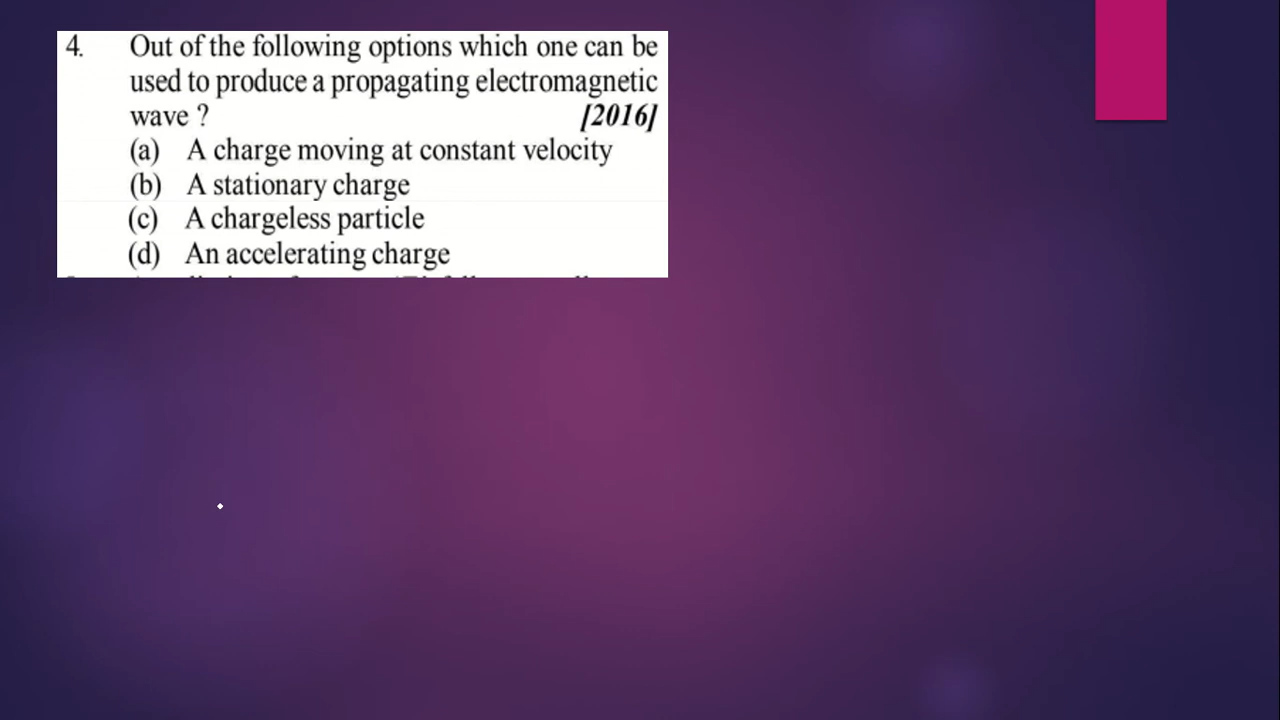 4. Out of the following options which one can be
used to produce a propagating electromagnetic
wave ? [2016]
(a) A charge moving at constant velocity
(b) A stationary charge
(c) A chargeless particle
(d) An accelerating charge